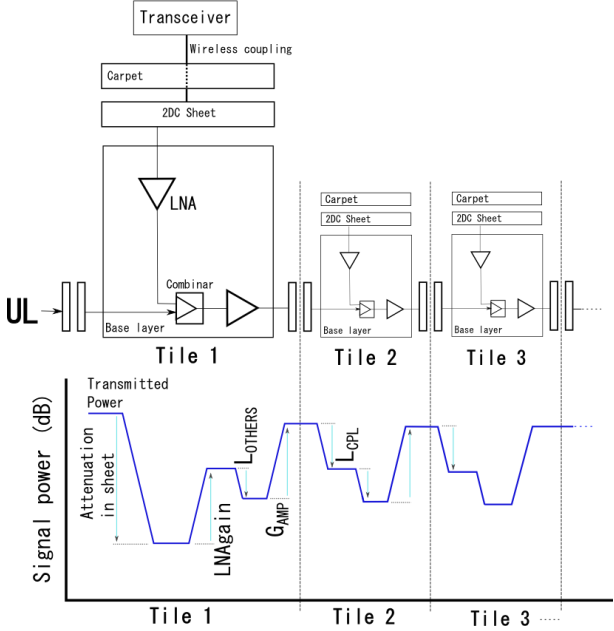 Transceiver
Wireless coupling
Carpet
2DC Sheet
LNA
Combinar
Base layer
UL
Tile 1
Carpet
2DC Sheet
Base layer
Tile 2
Carpet
2DC Sheet
Base layer
Tile 3
Signal power (dB)
Transmitted
Power
Attenuation
in sheet
LNAgain
LOTHERS
GAMP
LCPL
Tile 1
Tile 2
Tile 3